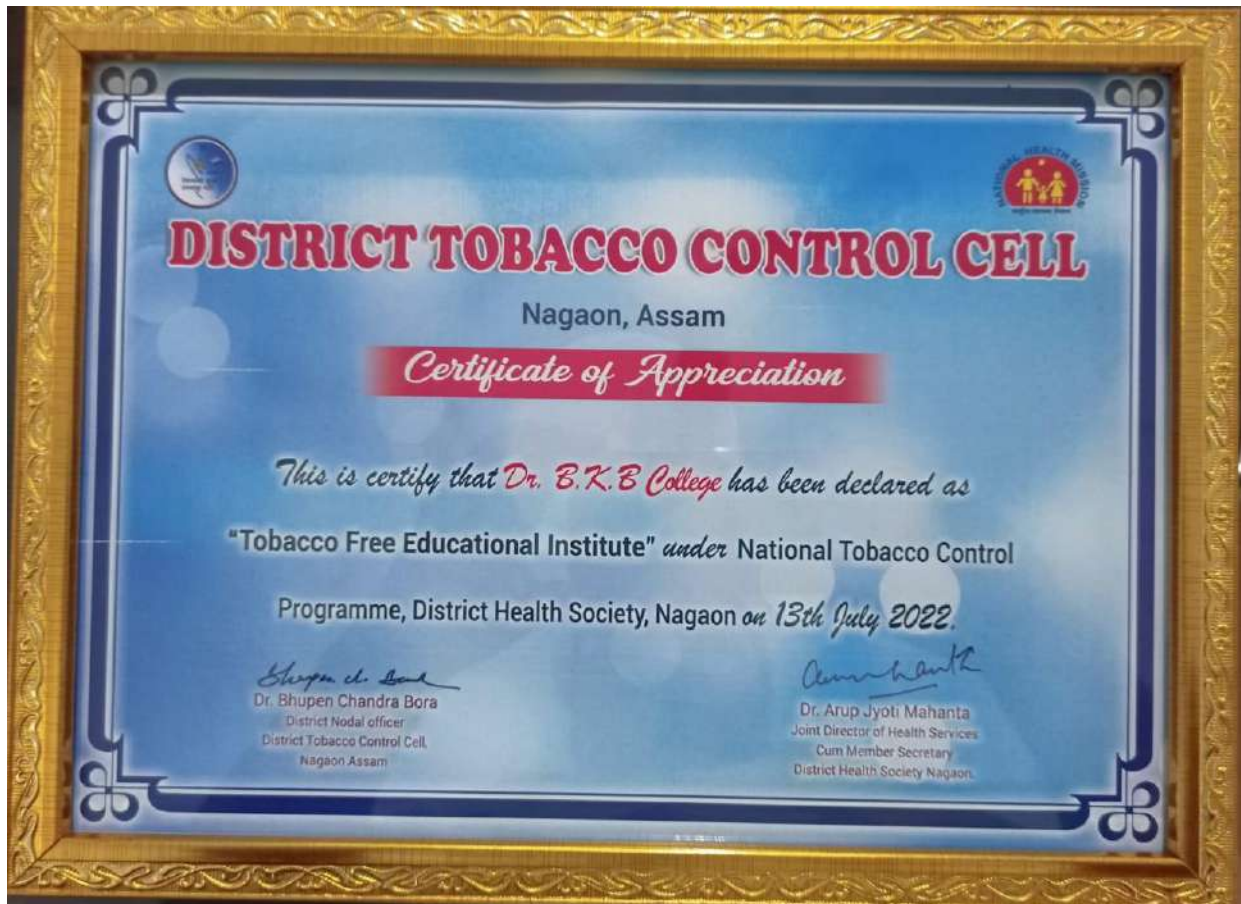 NATIONAL HEALTH MISSION
DISTRICT TOBACCO CONTROL CELL
Nagaon, Assam
Certificate of Appreciation
This is certify that Dr. B.K.B College has been declared as
"Tobacco Free Educational Institute" under National Tobacco Control
Programme, District Health Society, Nagaon on 13th July 2022.
Dr. Bhupen Chandra Bora
District Nodal officer
District Tobacco Control Cell,
Nagaon Assam
Dr. Arup Jyoti Mahanta
Joint Director of Health Services
Cum Member Secretary
District Health Society Nagaon.